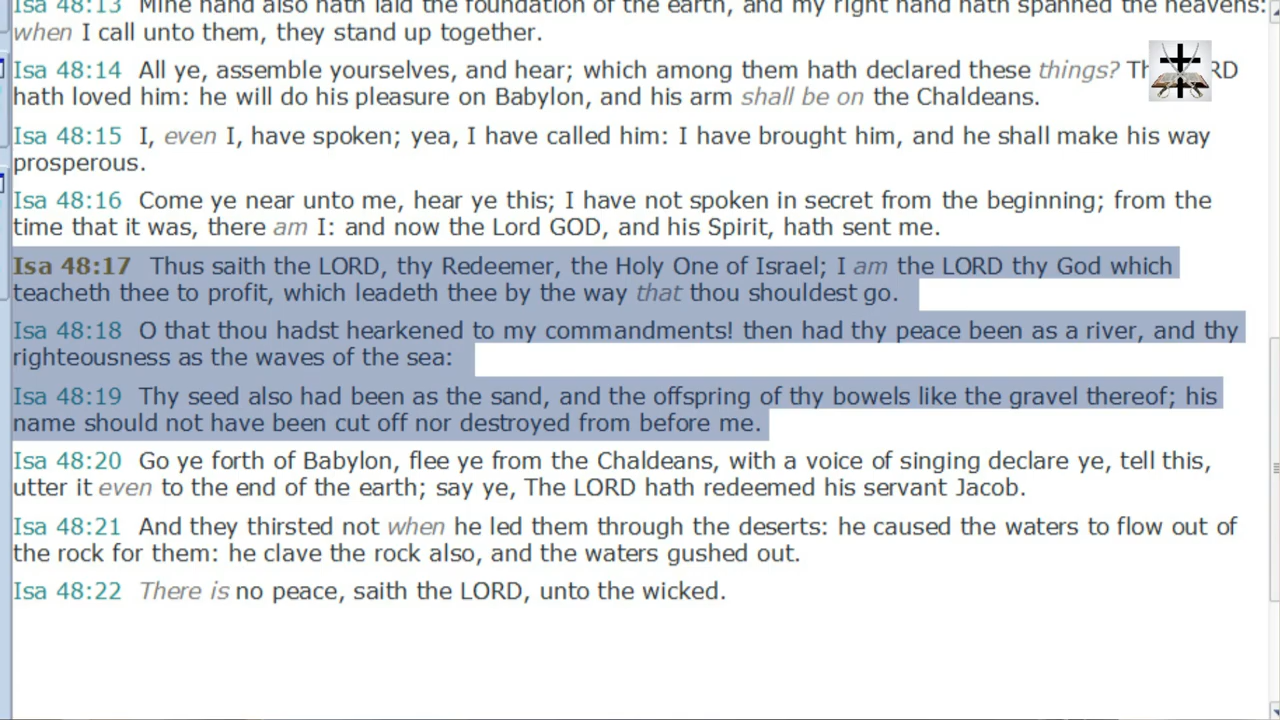 Isa 48:13 Mine hand also hath laid the foundation of the earth, and my right hand hath spanned the heavens:
when I call unto them, they stand up together.
Isa 48:14 All ye, assemble yourselves, and hear; which among them hath declared these things? The LORD
hath loved him: he will do his pleasure on Babylon, and his arm shall be on the Chaldeans.
Isa 48:15 I, even I, have spoken; yea, I have called him: I have brought him, and he shall make his way
prosperous.
Isa 48:16 Come ye near unto me, hear ye this; I have not spoken in secret from the beginning; from the
time that it was, there am I: and now the Lord GOD, and his Spirit, hath sent me.
Isa 48:17 Thus saith the LORD, thy Redeemer, the Holy One of Israel; I am the LORD thy God which
teacheth thee to profit, which leadeth thee by the way that thou shouldest go.
Isa 48:18 O that thou hadst hearkened to my commandments! then had thy peace been as a river, and thy
righteousness as the waves of the sea:
Isa 48:19 Thy seed also had been as the sand, and the offspring of thy bowels like the gravel thereof; his
name should not have been cut off nor destroyed from before me.
Isa 48:20 Go ye forth of Babylon, flee ye from the Chaldeans, with a voice of singing declare ye, tell this,
utter it even to the end of the earth; say ye, The LORD hath redeemed his servant Jacob.
Isa 48:21 And they thirsted not when he led them through the deserts: he caused the waters to flow out of
the rock for them: he clave the rock also, and the waters gushed out.
Isa 48:22 There is no peace, saith the LORD, unto the wicked.